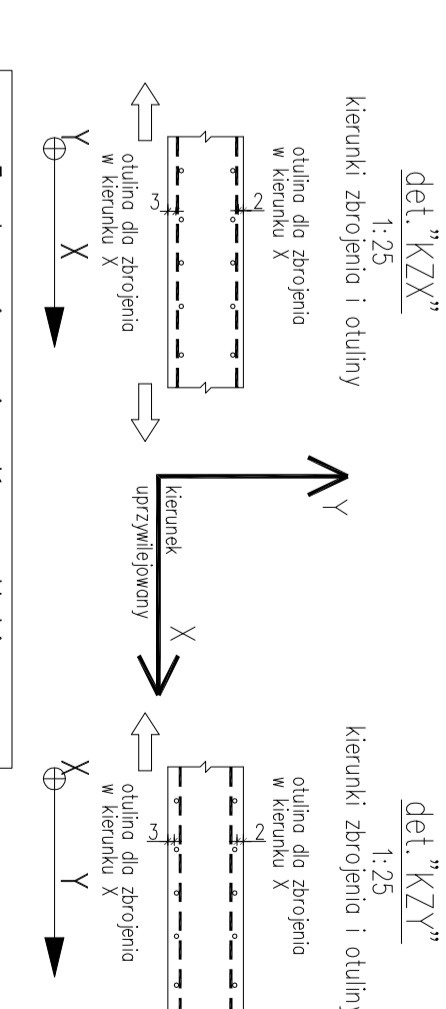 det."KZX"
1:25
kierunki zbrojenia i otuliny
otulina dla zbrojenia
w kierunku X
2
3
otulina dla zbrojenia
w kierunku X
Y
X
Y
kierunek
uprzywilejowany
X
det."KZY"
1:25
kierunki zbrojenia i otuliny
otulina dla zbrojenia
w kierunku X
2
3
otulina dla zbrojenia
w kierunku X
X
Y